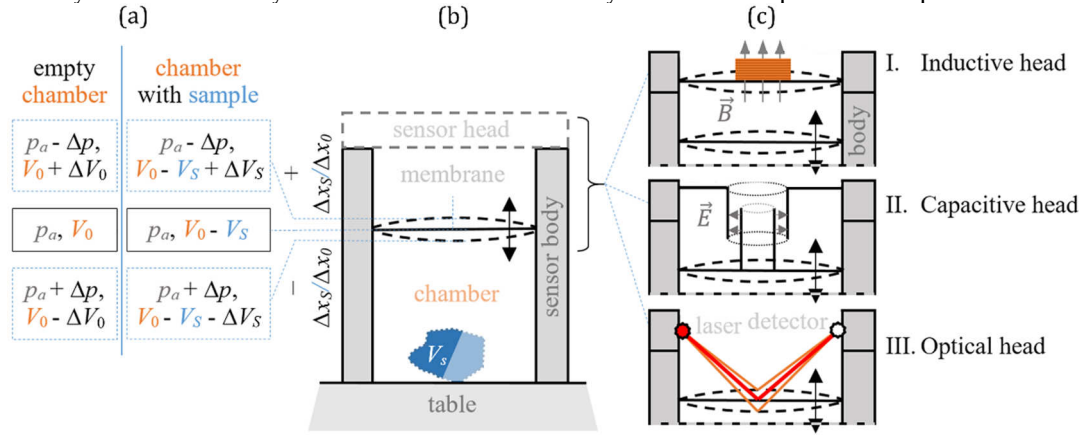 (a)
empty
chamber
chamber
with sample
pₐ - Δp,
V₀ + ΔV₀
pₐ - Δp,
V₀ - Vₛ + ΔVₛ
pₐ, V₀
pₐ, V₀ - Vₛ
pₐ + Δp,
V₀ - ΔV₀
pₐ + Δp,
V₀ - Vₛ - ΔVₛ
(b)
+
Δxₛ/Δx₀
−
Δxₛ/Δx₀
sensor head
membrane
chamber
sensor body
Vₛ
table
(c)
I. Inductive head
B⃗
body
II. Capacitive head
E⃗
III. Optical head
laser detector